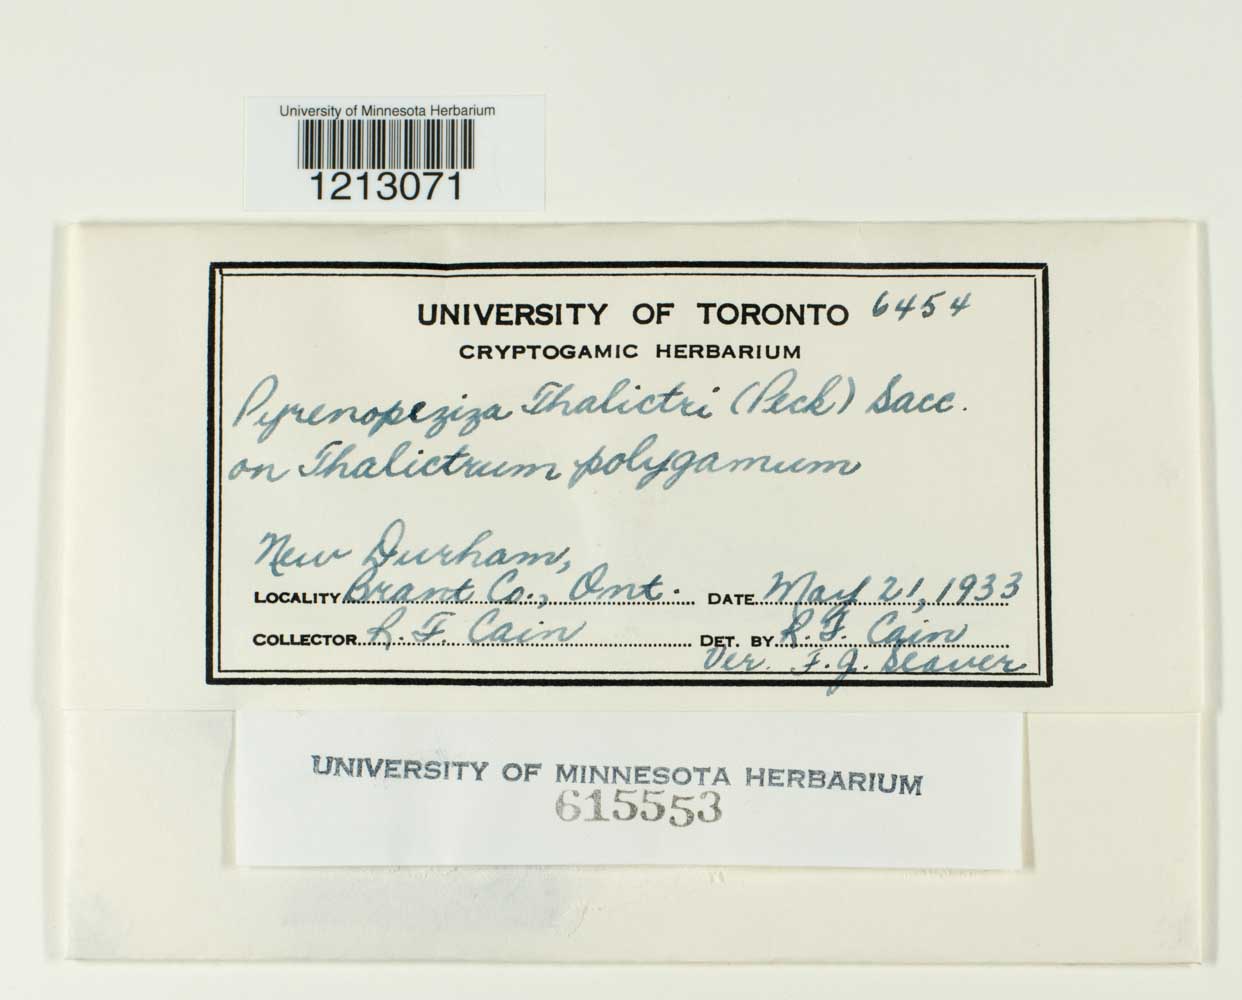 University of Minnesota Herbarium
1213071
UNIVERSITY OF TORONTO 6454
CRYPTOGAMIC HERBARIUM
Pyrenopeziza Thalictri (Peck) Sacc.
on Thalictrum polygamum
New Durham,
LOCALITY Brant Co., Ont. DATE May 21, 1933
COLLECTOR R. F. Cain DET. BY R. F. Cain
Ver. F. J. Seaver
UNIVERSITY OF MINNESOTA HERBARIUM
615553